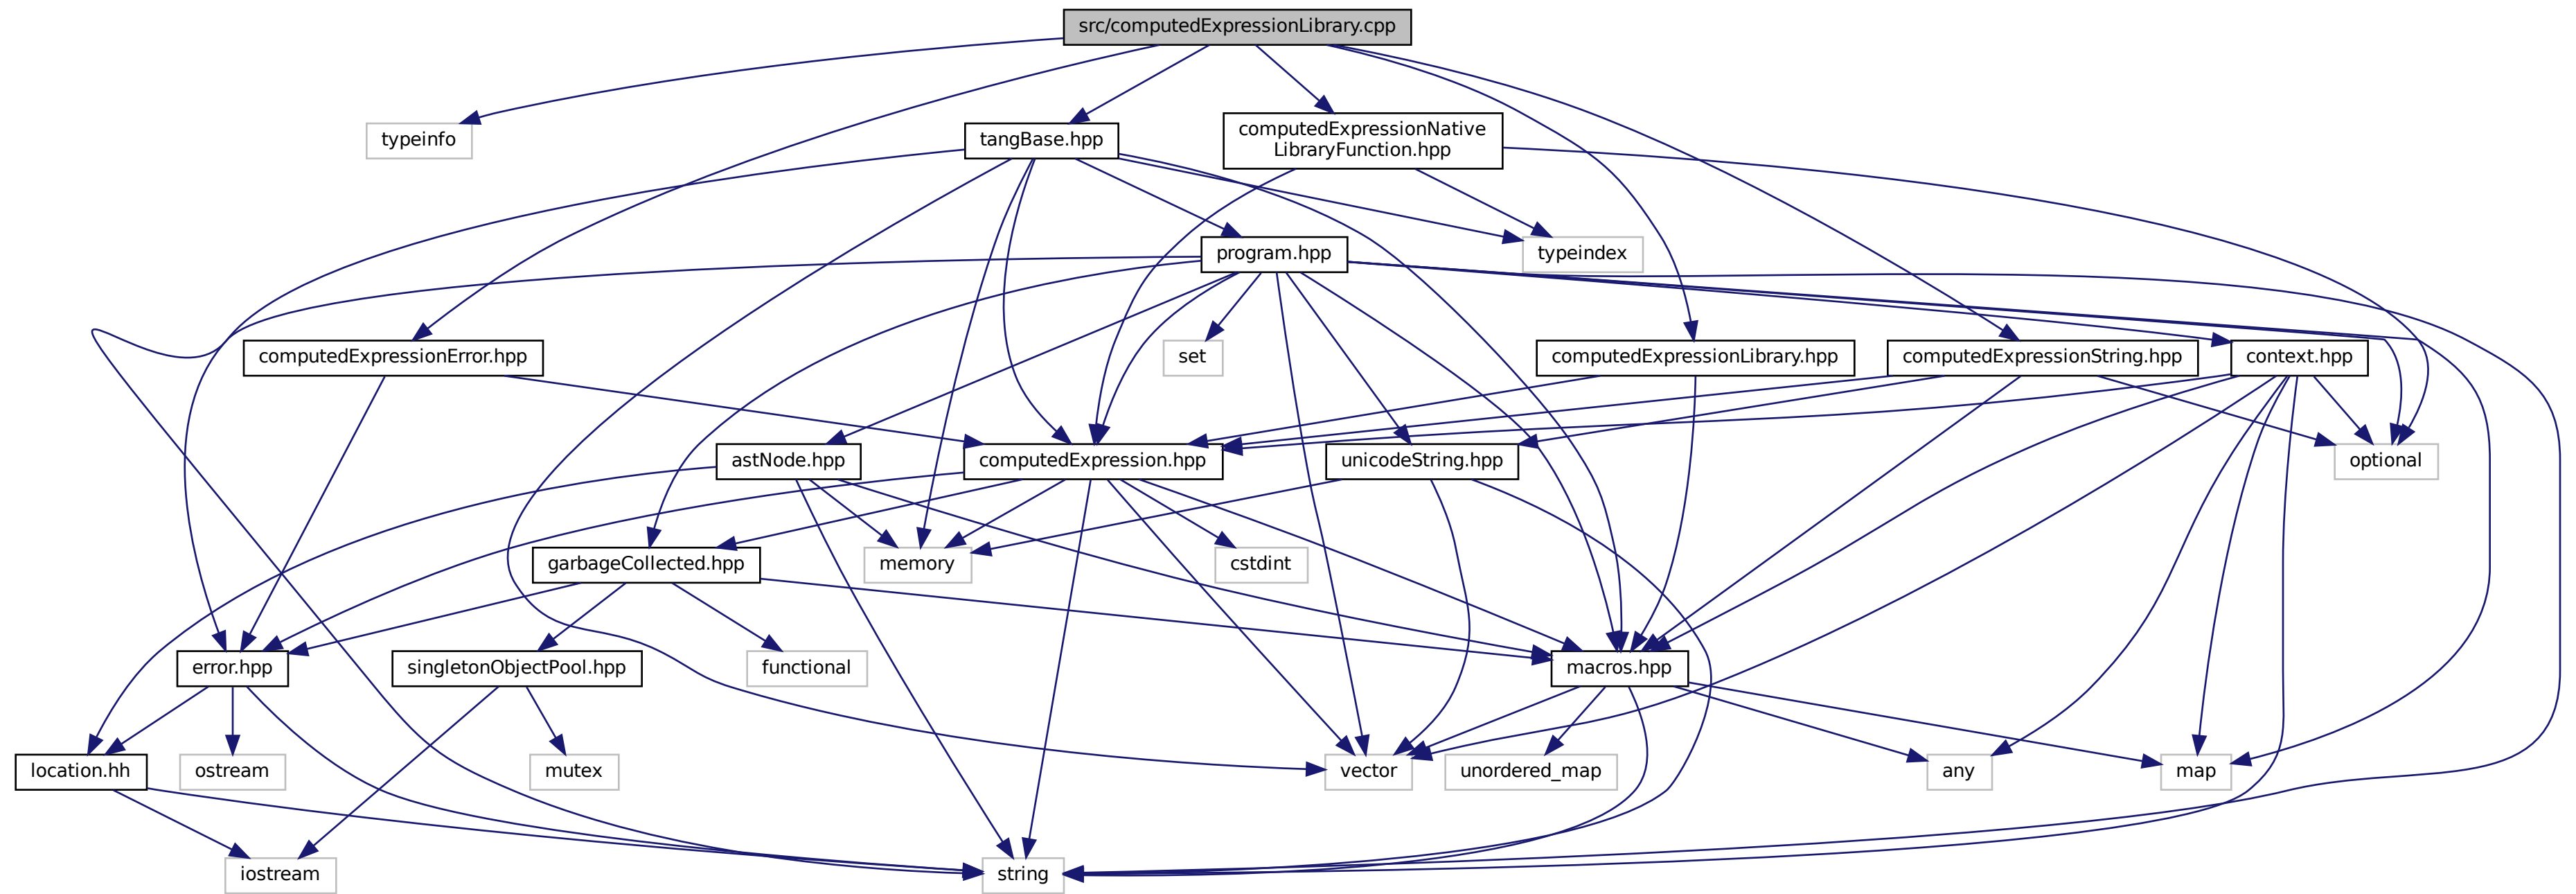 src/computedExpressionLibrary.cpp
typeinfo
tangBase.hpp
computedExpressionNative
LibraryFunction.hpp
program.hpp
typeindex
computedExpressionError.hpp
set
computedExpressionLibrary.hpp
computedExpressionString.hpp
context.hpp
astNode.hpp
computedExpression.hpp
unicodeString.hpp
optional
garbageCollected.hpp
memory
cstdint
error.hpp
singletonObjectPool.hpp
functional
macros.hpp
location.hh
ostream
mutex
vector
unordered_map
any
map
iostream
string